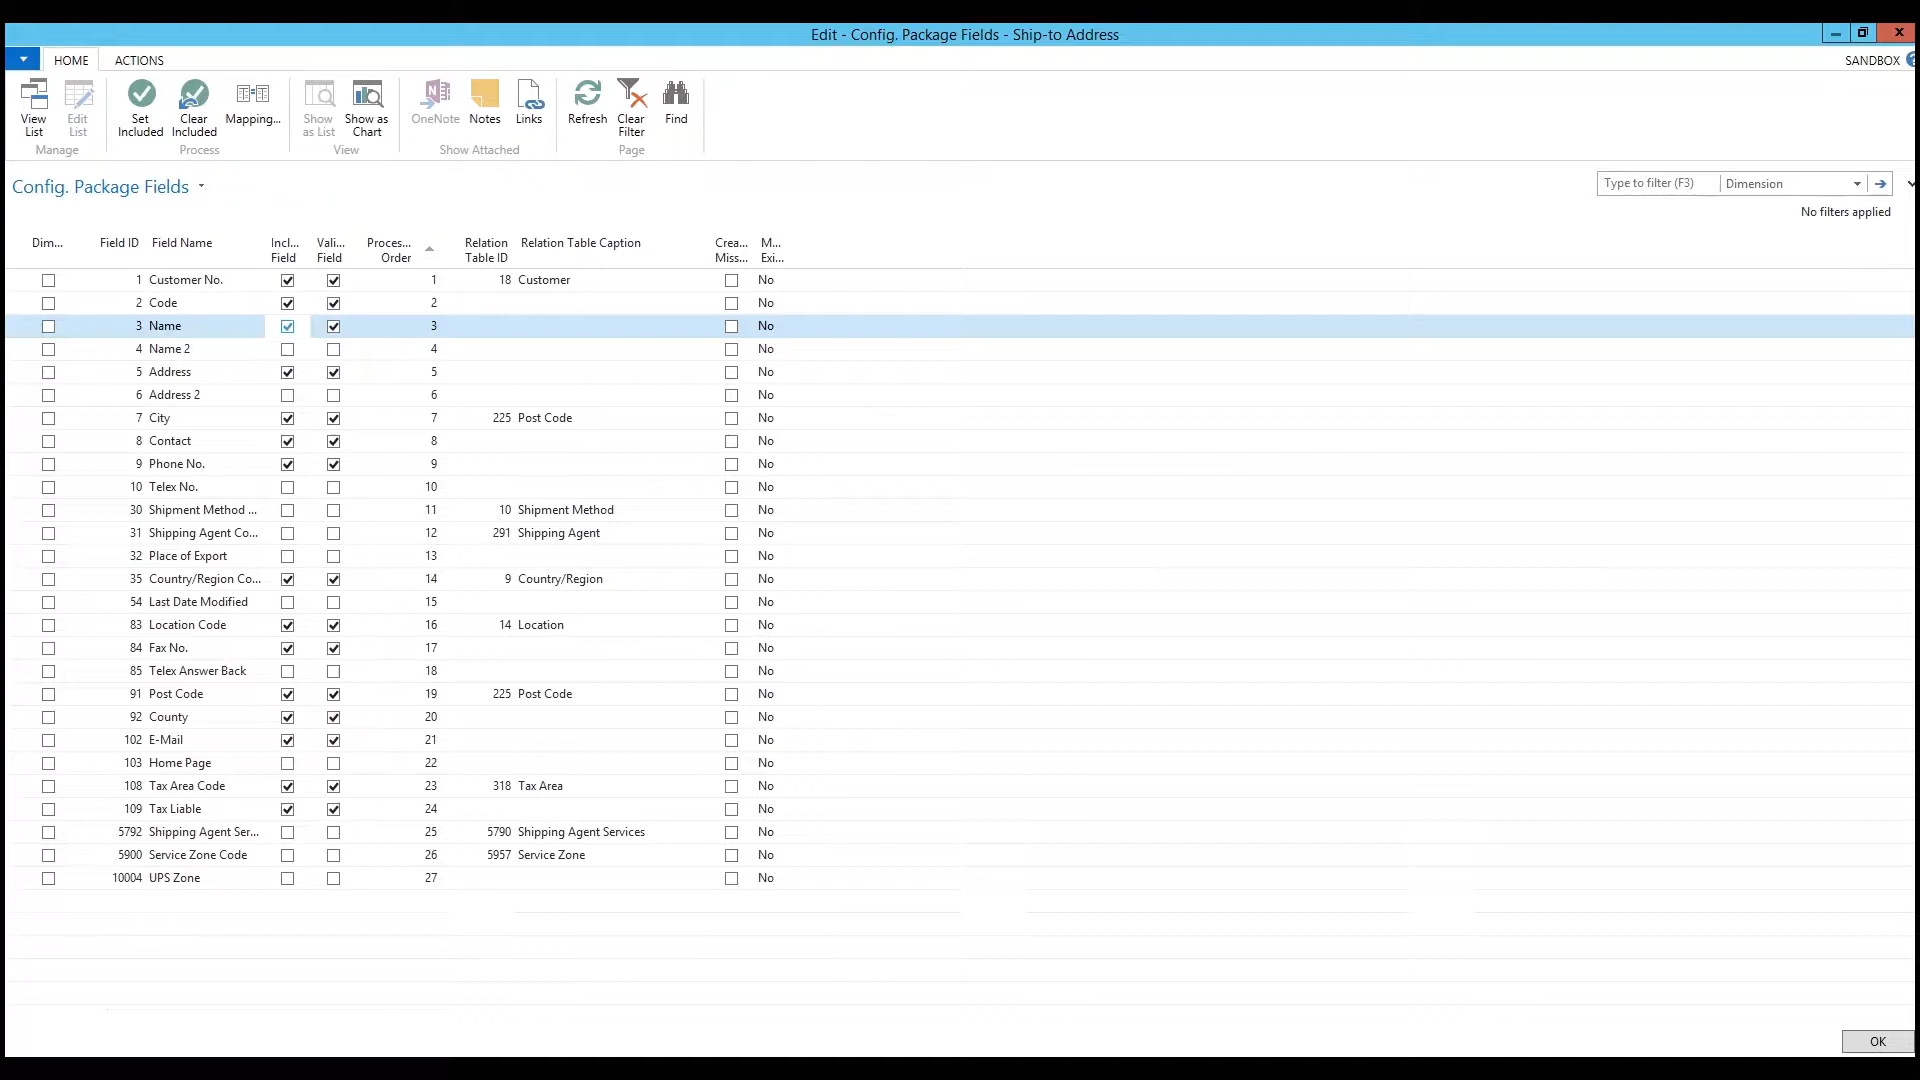 Edit - Config. Package Fields - Ship-to Address
HOME ACTIONS SANDBOX
View List Edit List Set Included Clear Included Mapping... Show as List Show as Chart OneNote Notes Links Refresh Clear Filter Find
Manage Process View Show Attached Page
Config. Package Fields Type to filter (F3) Dimension
No filters applied
Dim... Field ID Field Name Incl... Field Vali... Field Proces... Order Relation Table ID Relation Table Caption Crea... Miss... M... Exi...
1 Customer No. 1 18 Customer No
2 Code 2 No
3 Name 3 No
4 Name 2 4 No
5 Address 5 No
6 Address 2 6 No
7 City 7 225 Post Code No
8 Contact 8 No
9 Phone No. 9 No
10 Telex No. 10 No
30 Shipment Method ... 11 10 Shipment Method No
31 Shipping Agent Co... 12 291 Shipping Agent No
32 Place of Export 13 No
35 Country/Region Co... 14 9 Country/Region No
54 Last Date Modified 15 No
83 Location Code 16 14 Location No
84 Fax No. 17 No
85 Telex Answer Back 18 No
91 Post Code 19 225 Post Code No
92 County 20 No
102 E-Mail 21 No
103 Home Page 22 No
108 Tax Area Code 23 318 Tax Area No
109 Tax Liable 24 No
5792 Shipping Agent Ser... 25 5790 Shipping Agent Services No
5900 Service Zone Code 26 5957 Service Zone No
10004 UPS Zone 27 No
OK